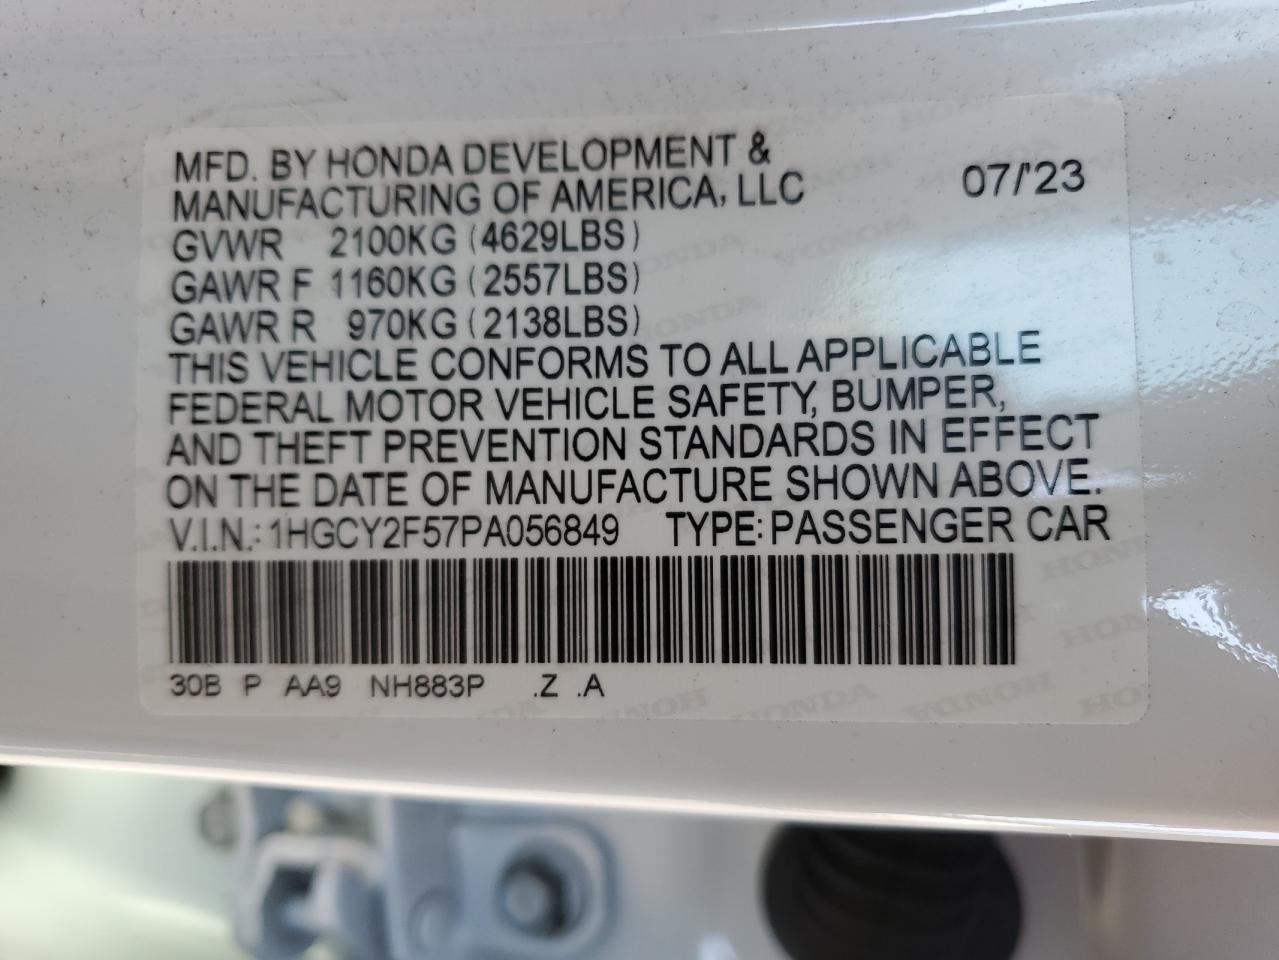 MFD. BY HONDA DEVELOPMENT &
MANUFACTURING OF AMERICA, LLC 07/'23
GVWR 2100KG (4629LBS)
GAWR F 1160KG (2557LBS)
GAWR R 970KG (2138LBS)
THIS VEHICLE CONFORMS TO ALL APPLICABLE
FEDERAL MOTOR VEHICLE SAFETY, BUMPER,
AND THEFT PREVENTION STANDARDS IN EFFECT
ON THE DATE OF MANUFACTURE SHOWN ABOVE.
V.I.N.: 1HGCY2F57PA056849 TYPE: PASSENGER CAR
30B P AA9 NH883P .Z .A